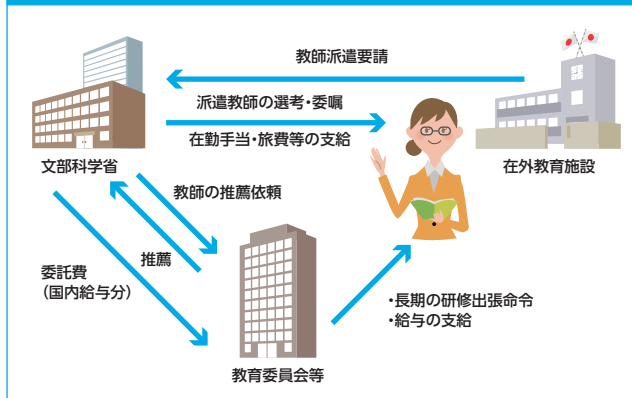 教師派遣要請
派遣教師の選考・委嘱
在勤手当・旅費等の支給
文部科学省
在外教育施設
教師の推薦依頼
推薦
委託費
（国内給与分）
・長期の研修出張命令
・給与の支給
教育委員会等